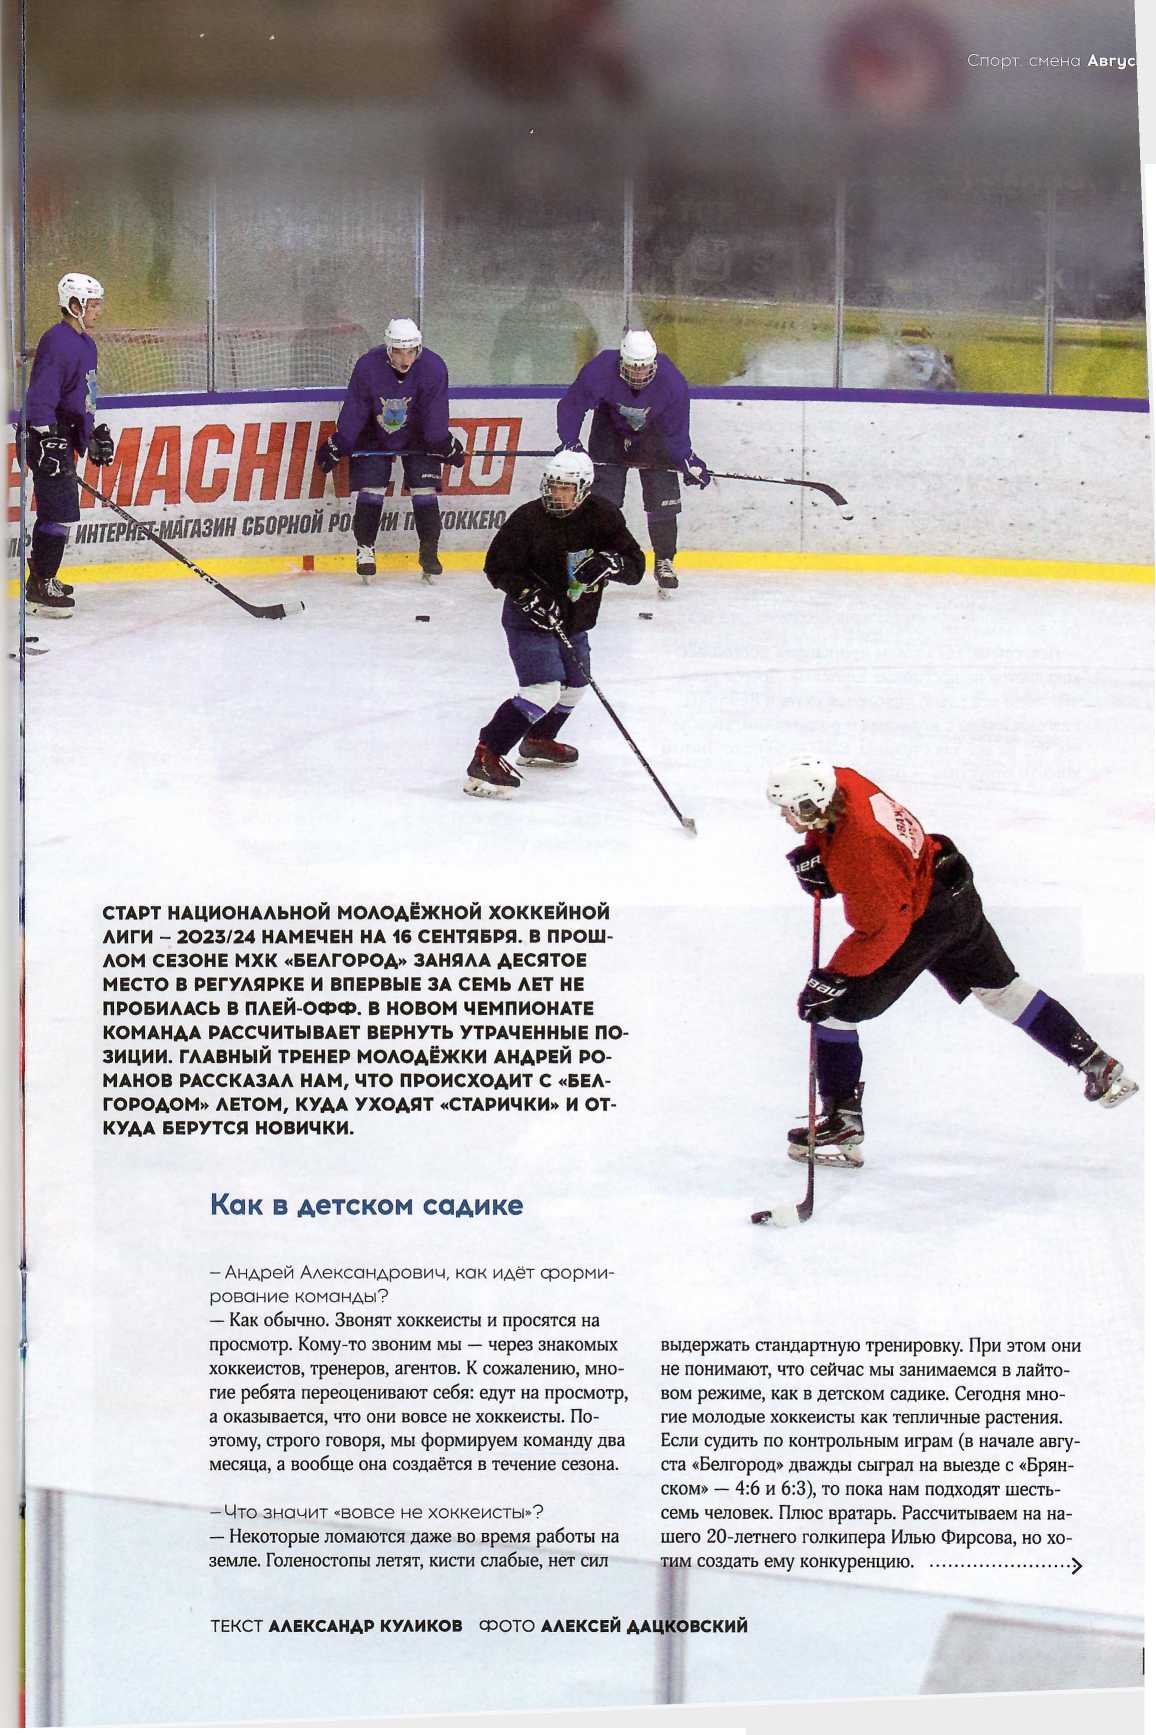 Спорт. смена Авгус
MACHIN
RU
ИНТЕРНЕТ-МАГАЗИН СБОРНОЙ РО ИИ П ХОККЕЮ
CCM
СТАРТ НАЦИОНАЛЬНОЙ МОЛОДЁЖНОЙ ХОККЕЙНОЙ
ЛИГИ – 2023/24 НАМЕЧЕН НА 16 СЕНТЯБРЯ. В ПРОШ-
ЛОМ СЕЗОНЕ МХК «БЕЛГОРОД» ЗАНЯЛА ДЕСЯТОЕ
МЕСТО В РЕГУЛЯРКЕ И ВПЕРВЫЕ ЗА СЕМЬ ЛЕТ НЕ
ПРОБИЛАСЬ В ПЛЕЙ-ОФФ. В НОВОМ ЧЕМПИОНАТЕ
КОМАНДА РАССЧИТЫВАЕТ ВЕРНУТЬ УТРАЧЕННЫЕ ПО-
ЗИЦИИ. ГЛАВНЫЙ ТРЕНЕР МОЛОДЁЖКИ АНДРЕЙ РО-
МАНОВ РАССКАЗАЛ НАМ, ЧТО ПРОИСХОДИТ С «БЕЛ-
ГОРОДОМ» ЛЕТОМ, КУДА УХОДЯТ «СТАРИЧКИ» И ОТ-
КУДА БЕРУТСЯ НОВИЧКИ.
Как в детском садике
– Андрей Александрович, как идёт форми-
рование команды?
— Как обычно. Звонят хоккеисты и просятся на
просмотр. Кому-то звоним мы — через знакомых
хоккеистов, тренеров, агентов. К сожалению, мно-
гие ребята переоценивают себя: едут на просмотр,
а оказывается, что они вовсе не хоккеисты. По-
этому, строго говоря, мы формируем команду два
месяца, а вообще она создаётся в течение сезона.
– Что значит «вовсе не хоккеисты»?
— Некоторые ломаются даже во время работы на
земле. Голеностопы летят, кисти слабые, нет сил
выдержать стандартную тренировку. При этом они
не понимают, что сейчас мы занимаемся в лайто-
вом режиме, как в детском садике. Сегодня мно-
гие молодые хоккеисты как тепличные растения.
Если судить по контрольным играм (в начале авгу-
ста «Белгород» дважды сыграл на выезде с «Брян-
ском» — 4:6 и 6:3), то пока нам подходят шесть-
семь человек. Плюс вратарь. Рассчитываем на на-
шего 20-летнего голкипера Илью Фирсова, но хо-
тим создать ему конкуренцию.
ТЕКСТ АЛЕКСАНДР КУЛИКОВ ФОТО АЛЕКСЕЙ ДАЦКОВСКИЙ